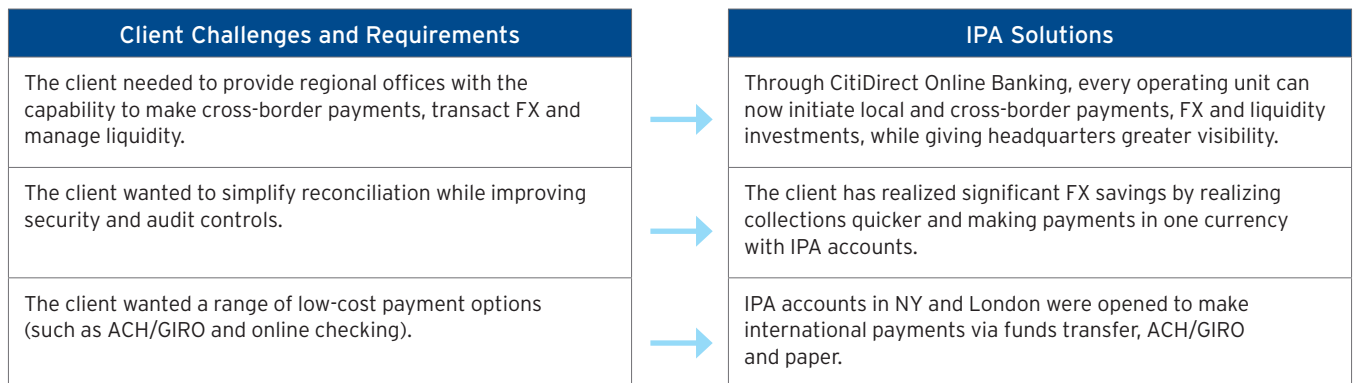 Client Challenges and Requirements
IPA Solutions
The client needed to provide regional offices with the
capability to make cross-border payments, transact FX and
manage liquidity.
Through CitiDirect Online Banking, every operating unit can
now initiate local and cross-border payments, FX and liquidity
investments, while giving headquarters greater visibility.
The client wanted to simplify reconciliation while improving
security and audit controls.
The client has realized significant FX savings by realizing
collections quicker and making payments in one currency
with IPA accounts.
The client wanted a range of low-cost payment options
(such as ACH/GIRO and online checking).
IPA accounts in NY and London were opened to make
international payments via funds transfer, ACH/GIRO
and paper.